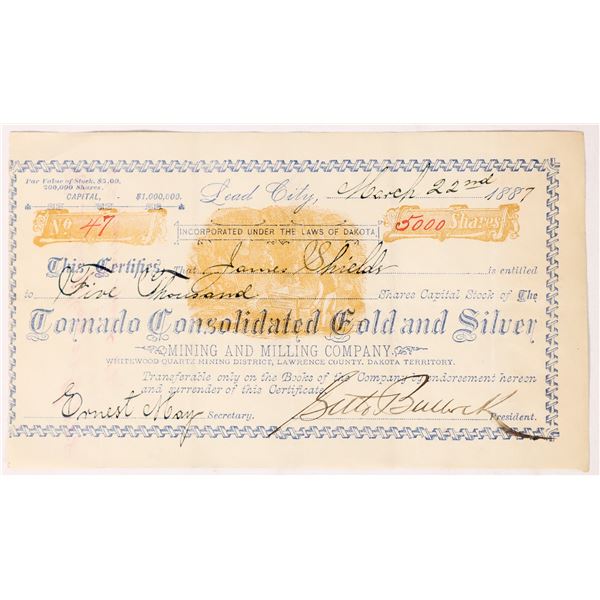 Par Value of Stock, $5,00,
200,000 Shares.
CAPITAL, - $1,000,000.
Lead City, March 22nd 1887
No 47
INCORPORATED UNDER THE LAWS OF DAKOTA
5000 Shares
This Certifies That James Shields is entitled
to Five Thousand Shares Capital Stock of The
Tornado Consolidated Gold and Silver
MINING AND MILLING COMPANY,
WHITEWOOD QUARTZ MINING DISTRICT, LAWRENCE COUNTY, DAKOTA TERRITORY.
Transferable only on the Books of the Company by endorsement hereon
and surrender of this Certificate.
Ernest May Secretary. Seth Bullock President.